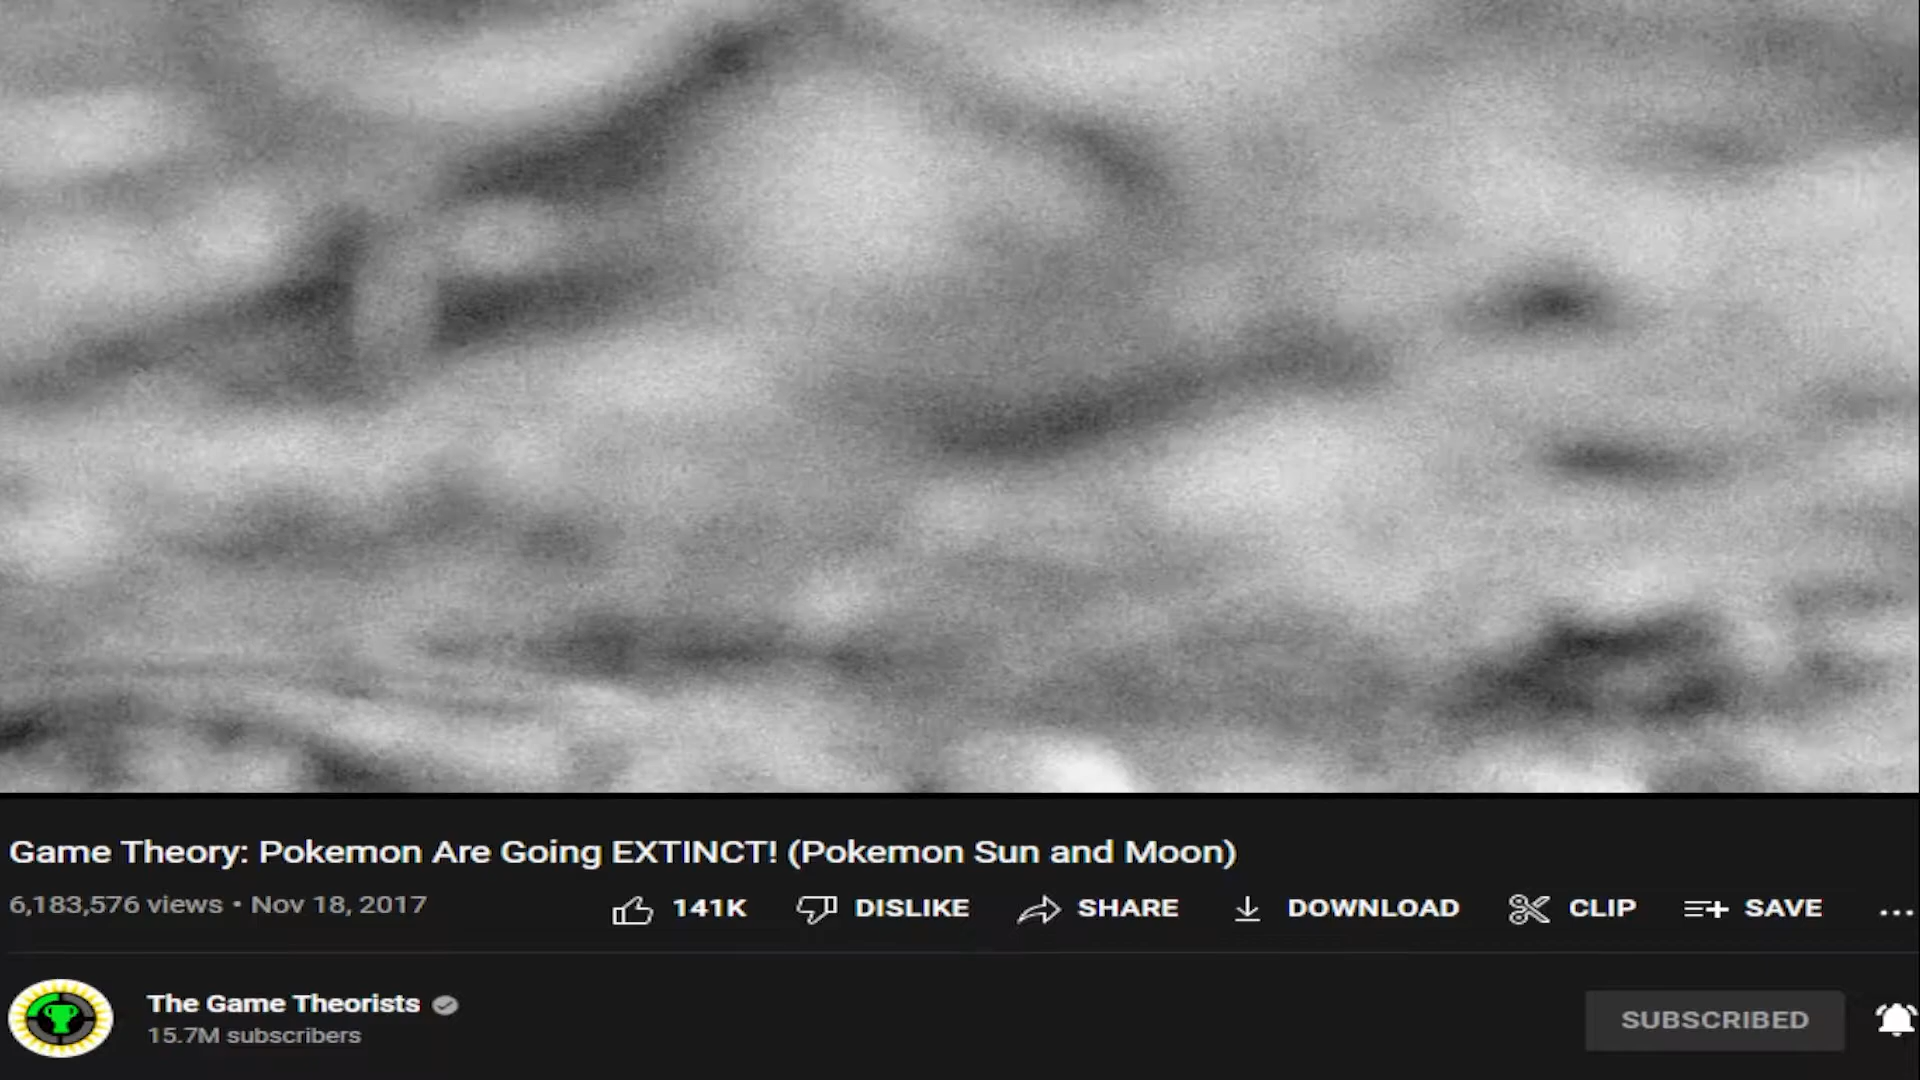 Game Theory: Pokemon Are Going EXTINCT! (Pokemon Sun and Moon)
6,183,576 views • Nov 18, 2017 141K DISLIKE SHARE DOWNLOAD CLIP SAVE ...
The Game Theorists
15.7M subscribers
SUBSCRIBED